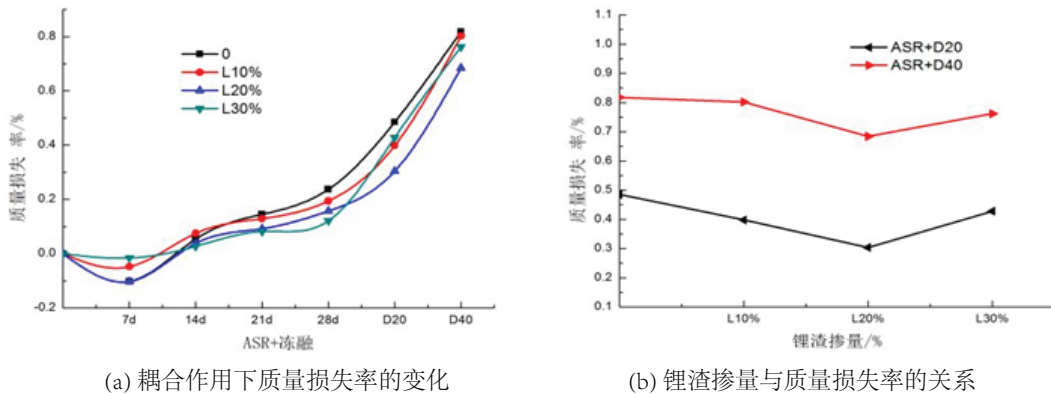 0.8
0.6
0.4
0.2
0.0
-0.2
质量损失 率/%
0
L10%
L20%
L30%
7d
14d
21d
28d
D20
D40
ASR+冻融
(a) 耦合作用下质量损失率的变化
1.1
1.0
0.9
0.8
0.7
0.6
0.5
0.4
0.3
0.2
0.1
质量损失 率/%
ASR+D20
ASR+D40
L10%
L20%
L30%
锂渣掺量/%
(b) 锂渣掺量与质量损失率的关系